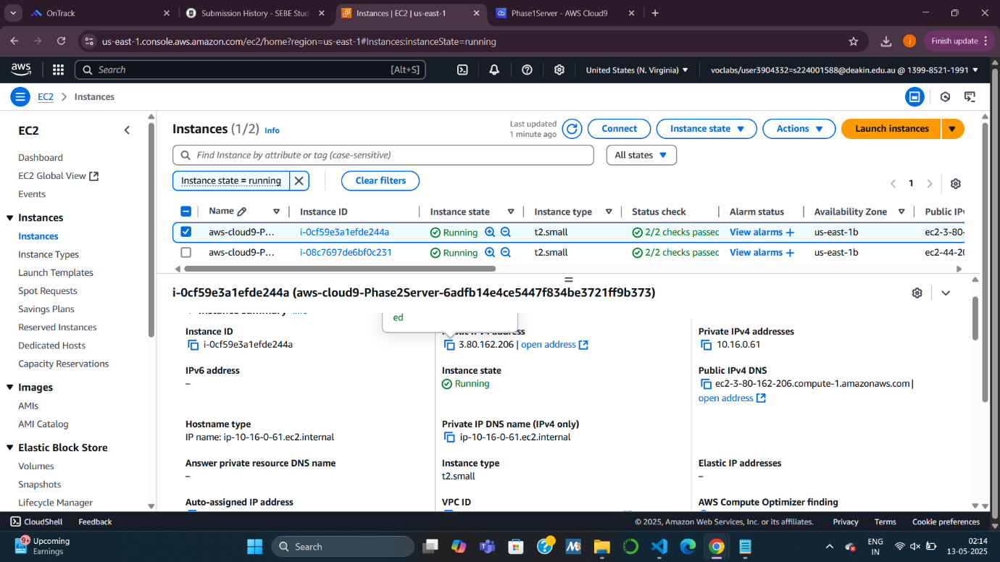 OnTrack
Submission History - SEBE Stud
Instances | EC2 | us-east-1
Phase1Server - AWS Cloud9
us-east-1.console.aws.amazon.com/ec2/home?region=us-east-1#Instances:instanceState=running
j
Finish update
aws
Search
[Alt+S]
United States (N. Virginia)
voclabs/user3904332=s224001588@deakin.edu.au @ 1399-8521-1991
EC2
Instances
EC2
Dashboard
EC2 Global View
Events
Instances
Instances
Instance Types
Launch Templates
Spot Requests
Savings Plans
Reserved Instances
Dedicated Hosts
Capacity Reservations
Images
AMIs
AMI Catalog
Elastic Block Store
Volumes
Snapshots
Lifecycle Manager
Instances (1/2) Info
Last updated
1 minute ago
Connect
Instance state
Actions
Launch instances
Find Instance by attribute or tag (case-sensitive)
All states
Instance state = running
Clear filters
1
Name
Instance ID
Instance state
Instance type
Status check
Alarm status
Availability Zone
Public IPv
aws-cloud9-P... i-0cf59e3a1efde244a Running t2.small 2/2 checks passec View alarms + us-east-1b ec2-3-80-
aws-cloud9-P... i-08c7697de6bf0c231 Running t2.small 2/2 checks passec View alarms + us-east-1b ec2-44-20
i-0cf59e3a1efde244a (aws-cloud9-Phase2Server-6adfb14e4ce5447f834be3721ff9b373)
ed
Instance ID
i-0cf59e3a1efde244a
address
3.80.162.206 | open address
Private IPv4 addresses
10.16.0.61
IPv6 address
–
Instance state
Running
Public IPv4 DNS
ec2-3-80-162-206.compute-1.amazonaws.com |
open address
Hostname type
IP name: ip-10-16-0-61.ec2.internal
Private IP DNS name (IPv4 only)
ip-10-16-0-61.ec2.internal
Answer private resource DNS name
–
Instance type
t2.small
Elastic IP addresses
–
Auto-assigned IP address
VPC ID
AWS Compute Optimizer finding
CloudShell
Feedback
© 2025, Amazon Web Services, Inc. or its affiliates.
Privacy
Terms
Cookie preferences
9+
Upcoming
Earnings
Search
ENG
IN
02:14
13-05-2025